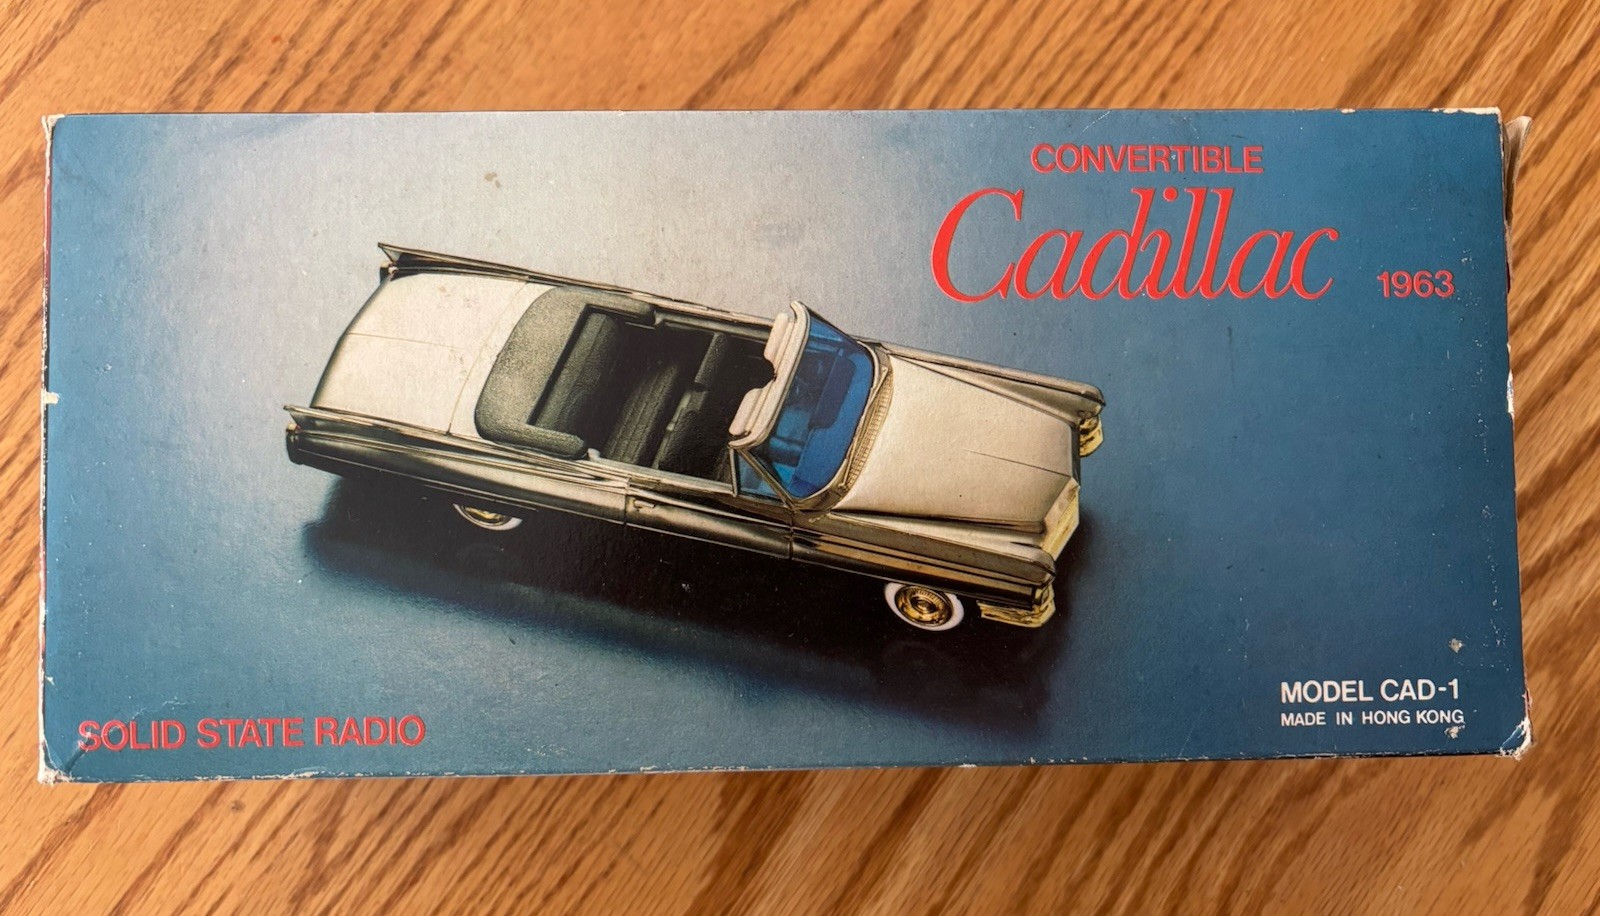 CONVERTIBLE
Cadillac 1963
SOLID STATE RADIO
MODEL CAD-1
MADE IN HONG KONG